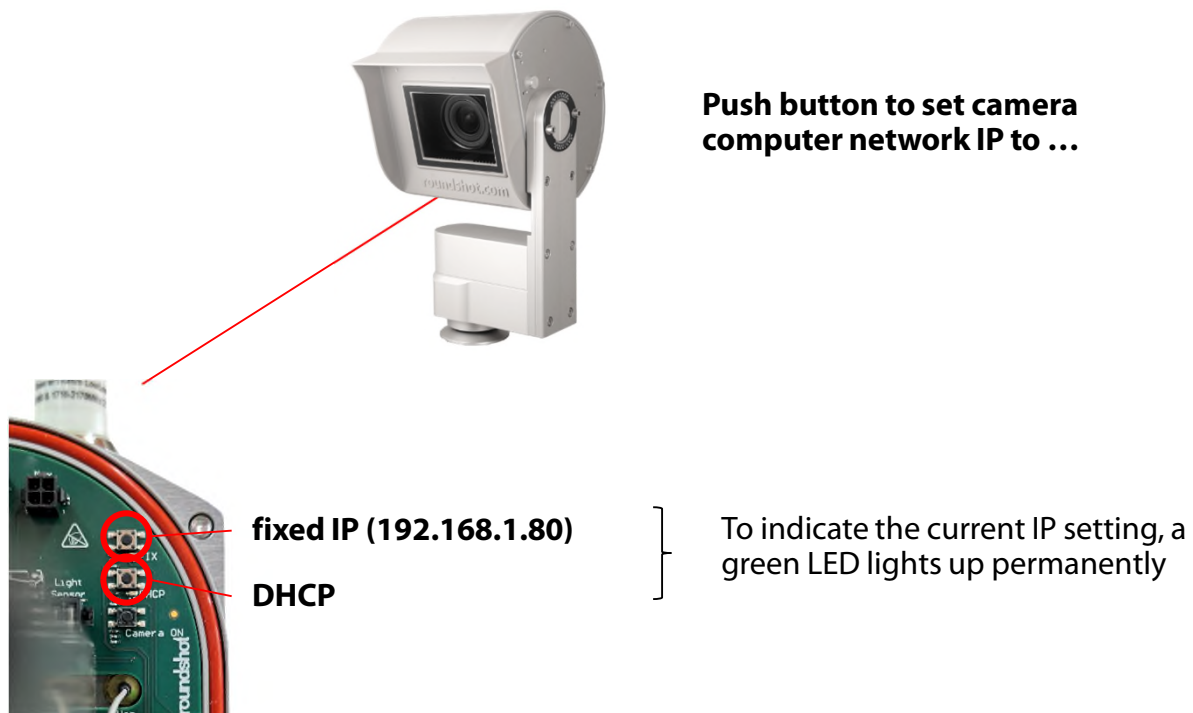 Push button to set camera
computer network IP to …
roundshot.com
fixed IP (192.168.1.80)
DHCP
To indicate the current IP setting, a
green LED lights up permanently
Light
Sensor
Camera ON
roundshot